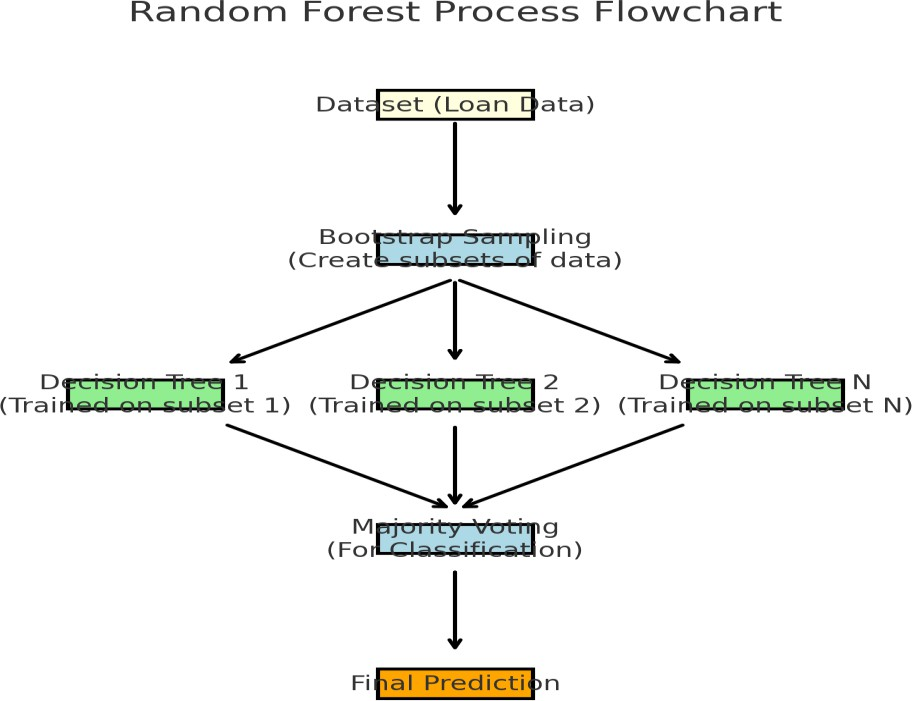 Random Forest Process Flowchart
Dataset (Loan Data)
Bootstrap Sampling
(Create subsets of data)
Decision Tree 1
(Trained on subset 1)
Decision Tree 2
(Trained on subset 2)
Decision Tree N
(Trained on subset N)
Majority Voting
(For Classification)
Final Prediction